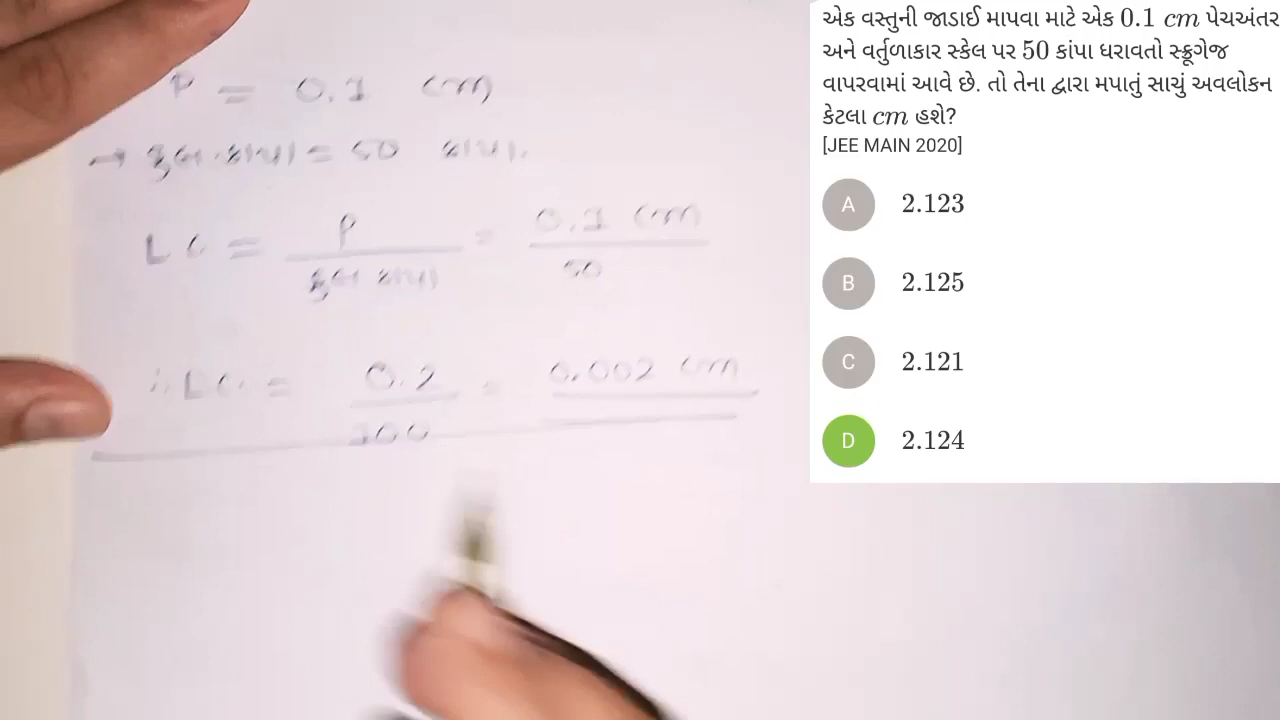 P = 0.1 cm
→ કુલ કાંપા = 50 કાંપા.
LC = P / કુલ કાંપા = 0.1 cm / 50
∴ LC = 0.2 / 100 = 0.002 cm
એક વસ્તુની જાડાઈ માપવા માટે એક 0.1 cm પેચઅંતર
અને વર્તુળાકાર સ્કેલ પર 50 કાંપા ધરાવતો સ્ક્રૂગેજ
વાપરવામાં આવે છે. તો તેના દ્વારા મપાતું સાચું અવલોકન
કેટલા cm હશે?
[JEE MAIN 2020]
A 2.123
B 2.125
C 2.121
D 2.124